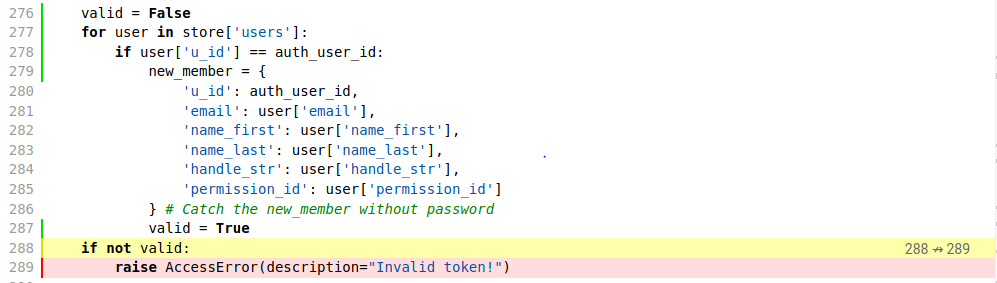 276 valid = False
277 for user in store['users']:
278 if user['u_id'] == auth_user_id:
279 new_member = {
280 'u_id': auth_user_id,
281 'email': user['email'],
282 'name_first': user['name_first'],
283 'name_last': user['name_last'],
284 'handle_str': user['handle_str'],
285 'permission_id': user['permission_id']
286 } # Catch the new_member without password
287 valid = True
288 if not valid: 288 ↛ 289
289 raise AccessError(description="Invalid token!")